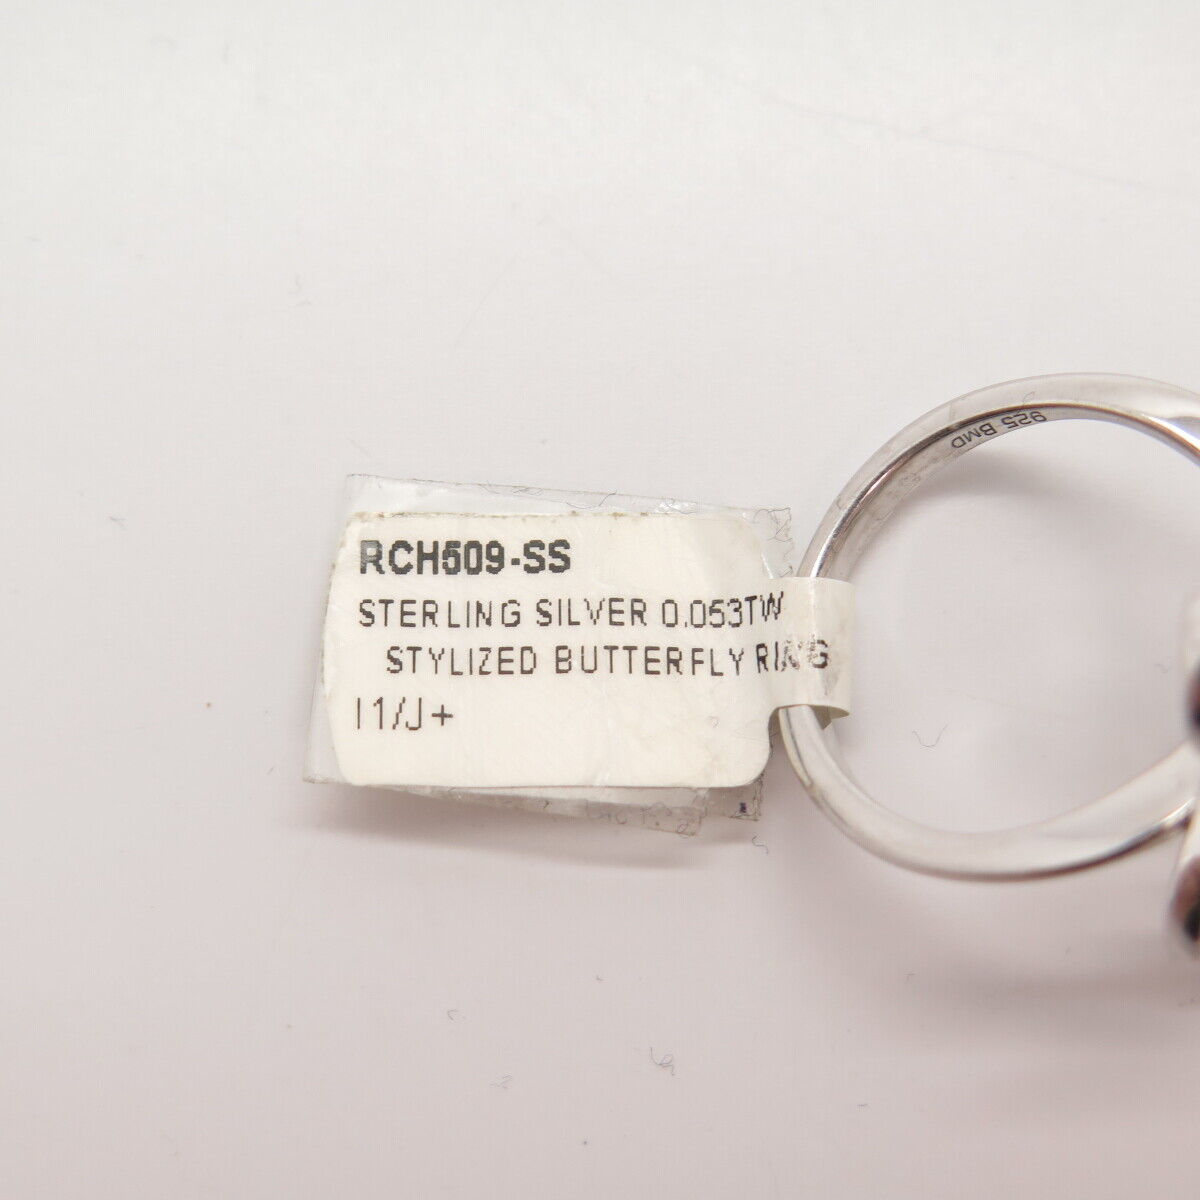 RCH509-SS
STERLING SILVER 0.053TW
STYLIZED BUTTERFLY RING
I1/J+
925 BMD